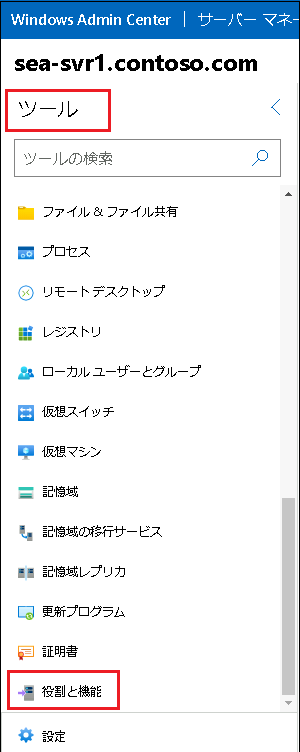 Windows Admin Center | サーバー マネー
sea-svr1.contoso.com
ツール
ツールの検索
ファイル & ファイル共有
プロセス
リモート デスクトップ
レジストリ
ローカル ユーザーとグループ
仮想スイッチ
仮想マシン
記憶域
記憶域の移行サービス
記憶域レプリカ
更新プログラム
証明書
役割と機能
設定